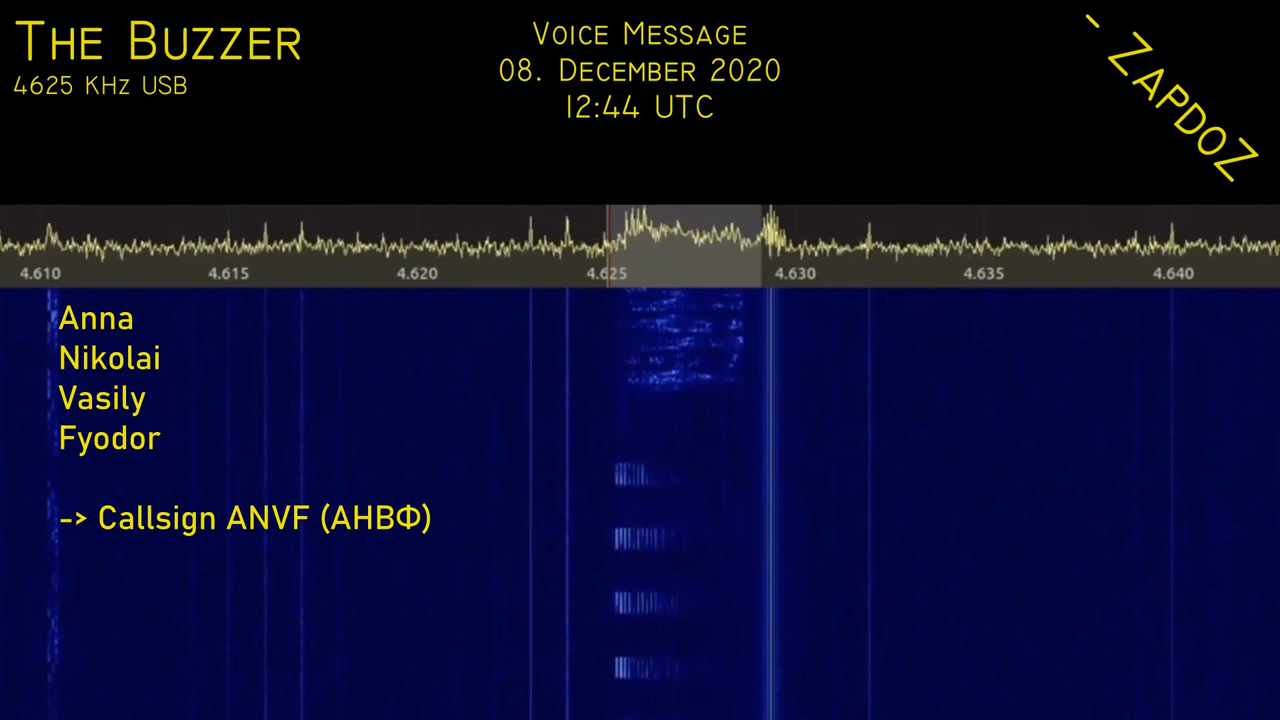 The Buzzer
4625 KHz USB
Voice Message
08. December 2020
12:44 UTC
- ZAPDOZ
4.610 4.615 4.620 4.625 4.630 4.635 4.640
Anna
Nikolai
Vasily
Fyodor
-> Callsign ANVF (АНВФ)